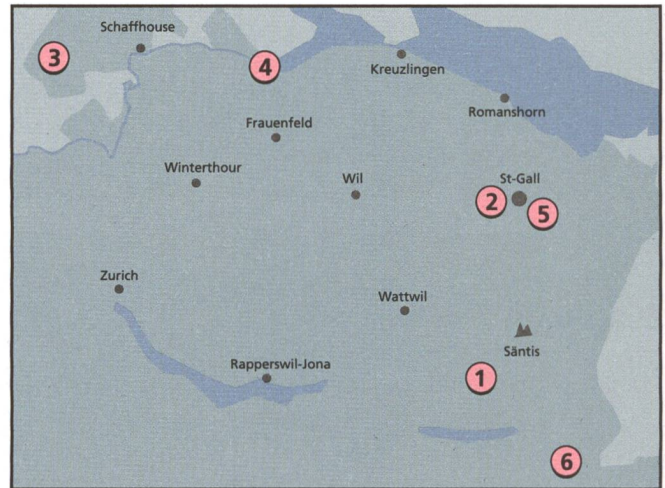 Schaffhouse
3
4
Kreuzlingen
Romanshorn
Frauenfeld
Winterthour
Wil
St-Gall
2
5
Zurich
Wattwil
Säntis
Rapperswil-Jona
1
6